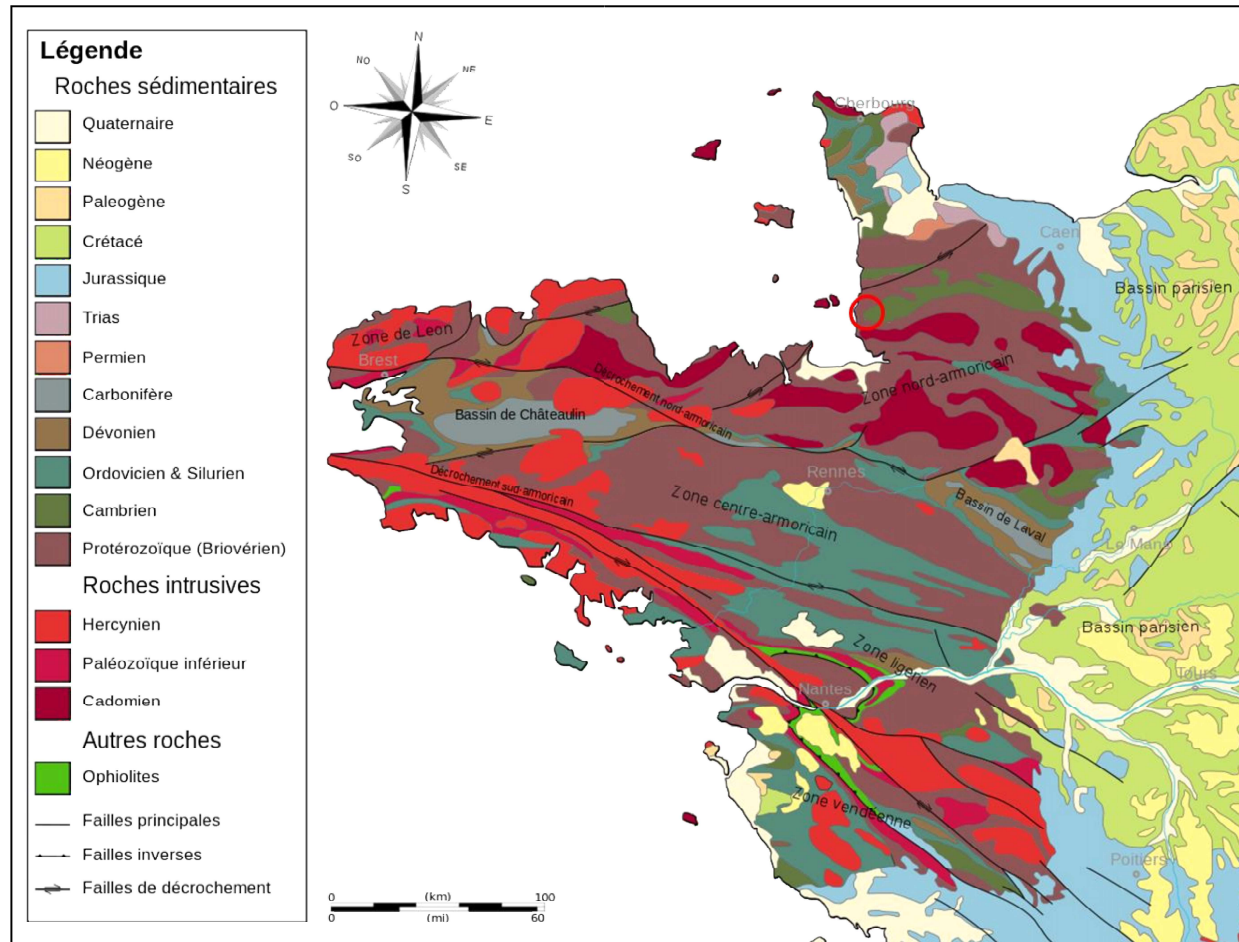 Légende
Roches sédimentaires
Quaternaire
Néogène
Paleogène
Crétacé
Jurassique
Trias
Permien
Carbonifère
Dévonien
Ordovicien & Silurien
Cambrien
Protérozoïque (Briovérien)
Roches intrusives
Hercynien
Paléozoïque inférieur
Cadomien
Autres roches
Ophiolites
Failles principales
Failles inverses
Failles de décrochement
N
NO
NE
O
E
SO
SE
S
Cherbourg
Caen
Bassin parisien
Zone de Leon
Brest
Décrochement nord-armoricain
Zone nord-armoricain
Bassin de Châteaulin
Rennes
Décrochement sud-armoricain
Zone centre-armoricain
Bassin de Laval
Le Mans
Bassin parisien
Zone ligerien
Tours
Nantes
Zone vendéenne
Poitiers
0 (km) 100
0 (mi) 60